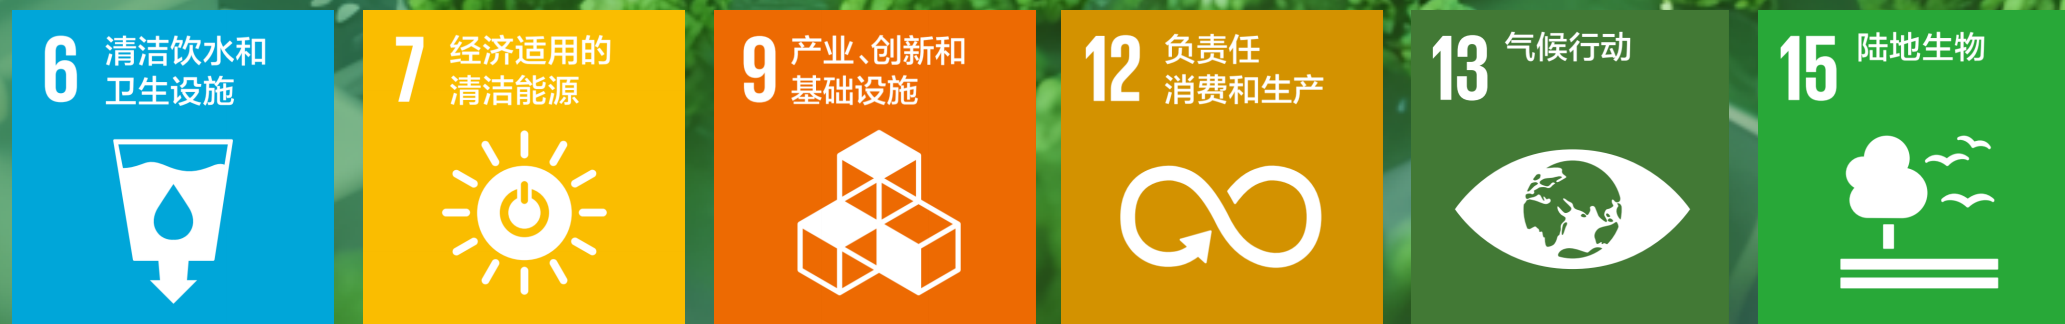 6 清洁饮水和
卫生设施
7 经济适用的
清洁能源
9 产业、创新和
基础设施
12 负责任
消费和生产
13 气候行动
15 陆地生物